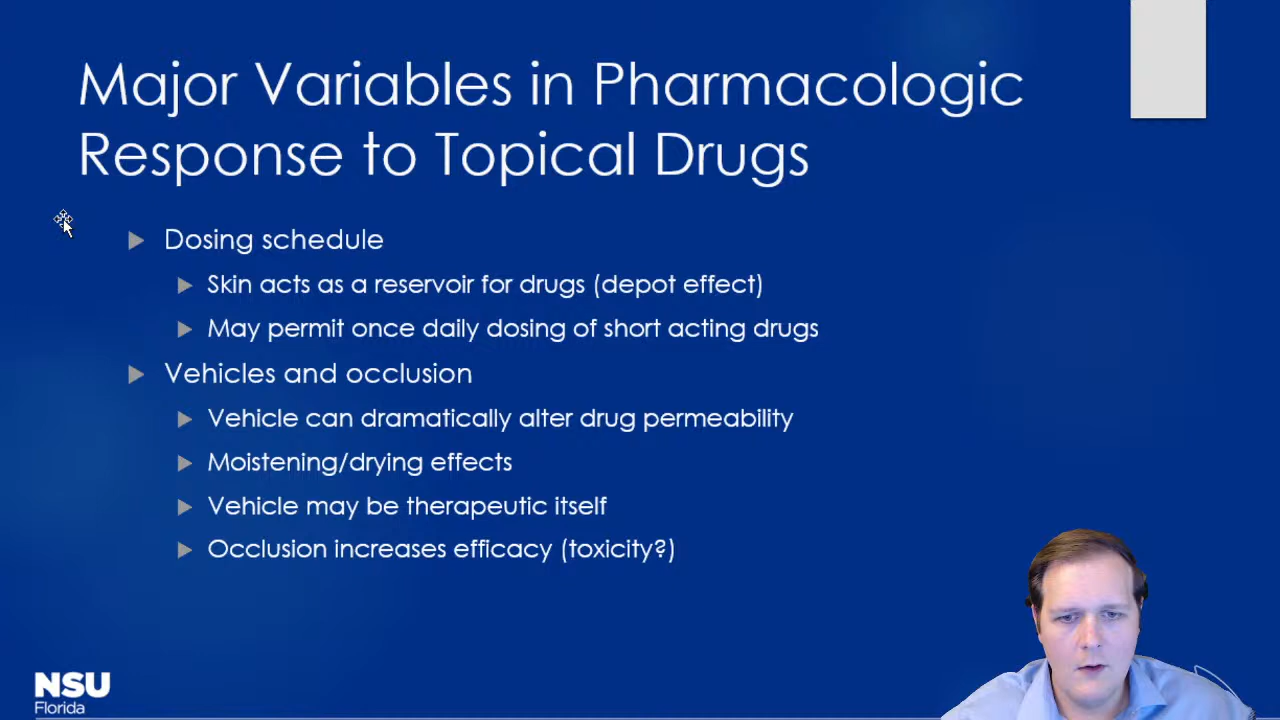 Major Variables in Pharmacologic
Response to Topical Drugs
Dosing schedule
Skin acts as a reservoir for drugs (depot effect)
May permit once daily dosing of short acting drugs
Vehicles and occlusion
Vehicle can dramatically alter drug permeability
Moistening/drying effects
Vehicle may be therapeutic itself
Occlusion increases efficacy (toxicity?)
NSU
Florida